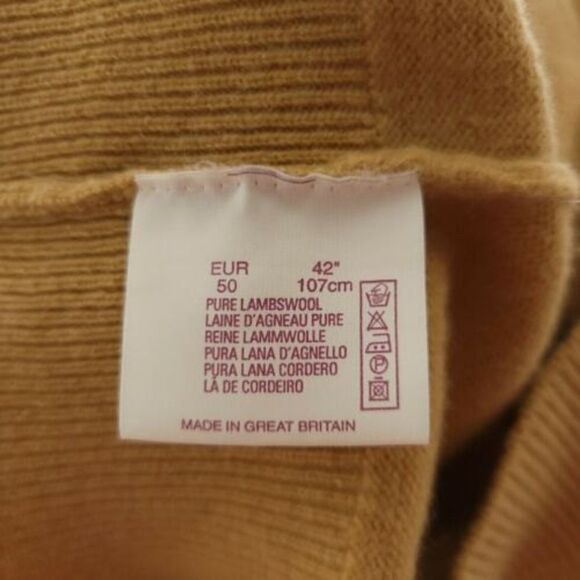 EUR 42"
50 107cm
PURE LAMBSWOOL
LAINE D'AGNEAU PURE
REINE LAMMWOLLE
PURA LANA D'AGNELLO
PURA LANA CORDERO
LÃ DE CORDEIRO
P
MADE IN GREAT BRITAIN